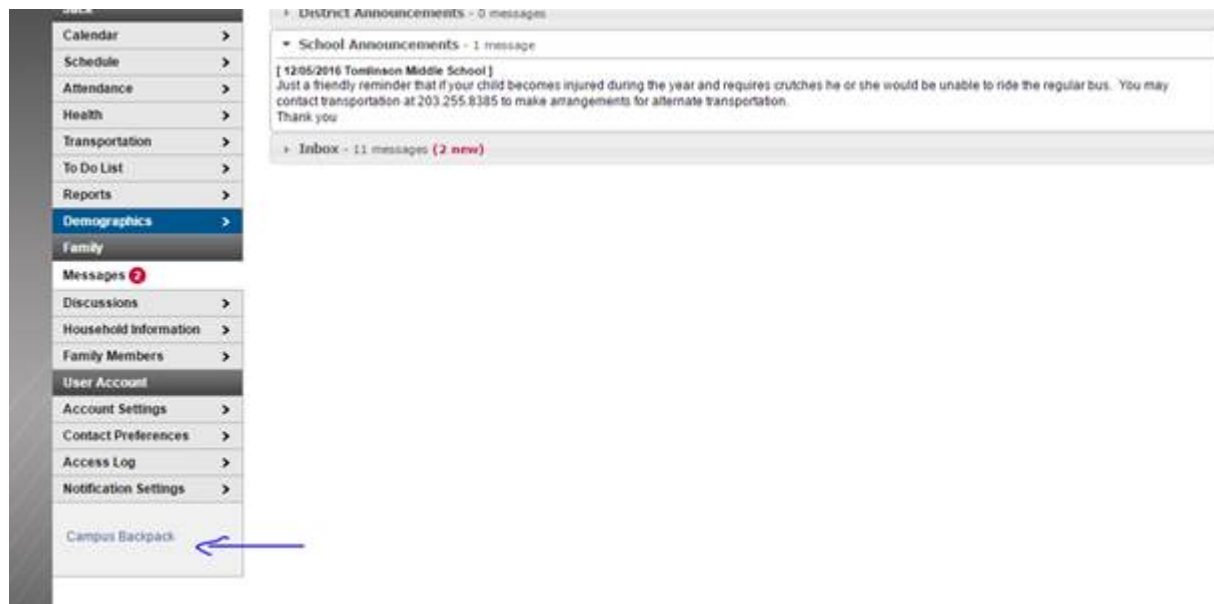 Calendar
Schedule
Attendance
Health
Transportation
To Do List
Reports
Demographics
Family
Messages 2
Discussions
Household Information
Family Members
User Account
Account Settings
Contact Preferences
Access Log
Notification Settings
Campus Backpack
District Announcements - 0 messages
School Announcements - 1 message
[ 12/05/2016 Tomlinson Middle School ]
Just a friendly reminder that if your child becomes injured during the year and requires crutches he or she would be unable to ride the regular bus. You may
contact transportation at 203.255.8385 to make arrangements for alternate transportation.
Thank you
Inbox - 11 messages (2 new)